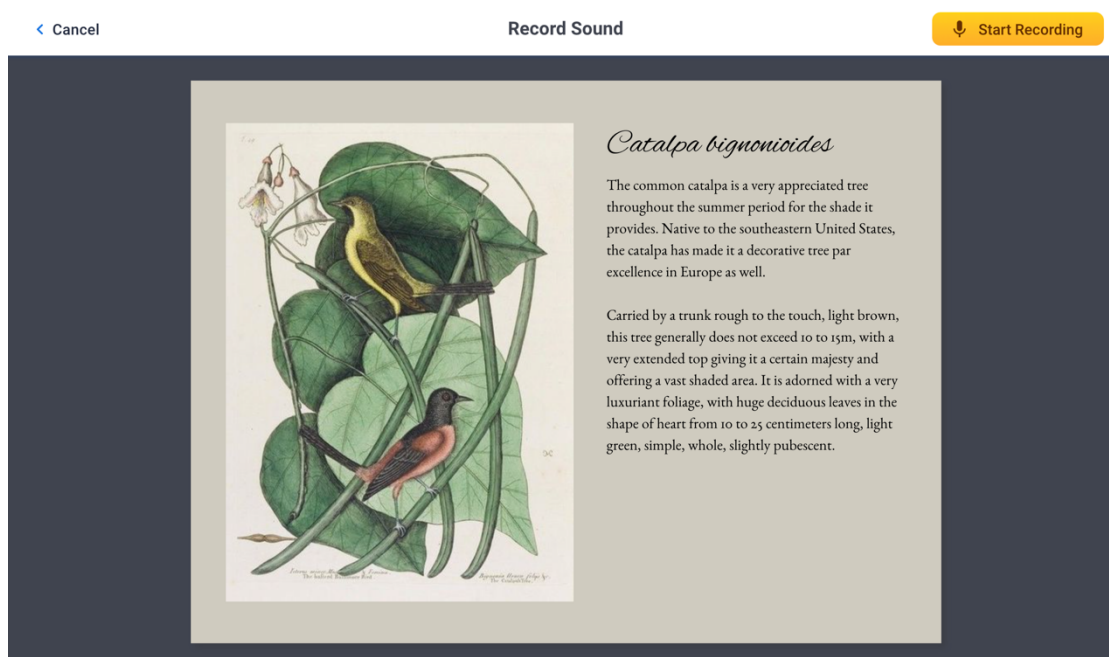 Cancel
Record Sound
Start Recording
Catalpa bignonioides
The common catalpa is a very appreciated tree
throughout the summer period for the shade it
provides. Native to the southeastern United States,
the catalpa has made it a decorative tree par
excellence in Europe as well.
Carried by a trunk rough to the touch, light brown,
this tree generally does not exceed 10 to 15m, with a
very extended top giving it a certain majesty and
offering a vast shaded area. It is adorned with a very
luxuriant foliage, with huge deciduous leaves in the
shape of heart from 10 to 25 centimeters long, light
green, simple, whole, slightly pubescent.